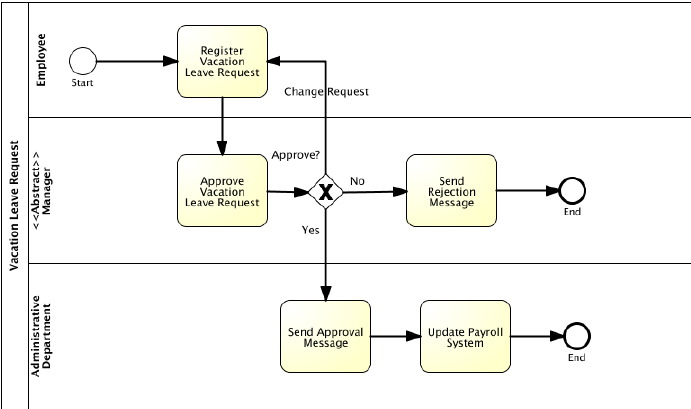 Vacation Leave Request
Employee
Start
Register
Vacation
Leave Request
Change Request
<<Abstract>>
Manager
Approve
Vacation
Leave Request
Approve?
X
No
Yes
Send
Rejection
Message
End
Administrative
Department
Send Approval
Message
Update Payroll
System
End